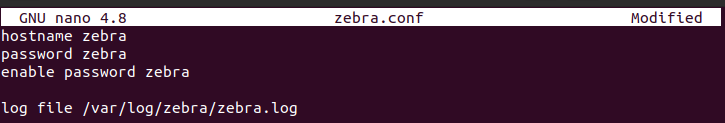 GNU nano 4.8 zebra.conf Modified
hostname zebra
password zebra
enable password zebra
log file /var/log/zebra/zebra.log